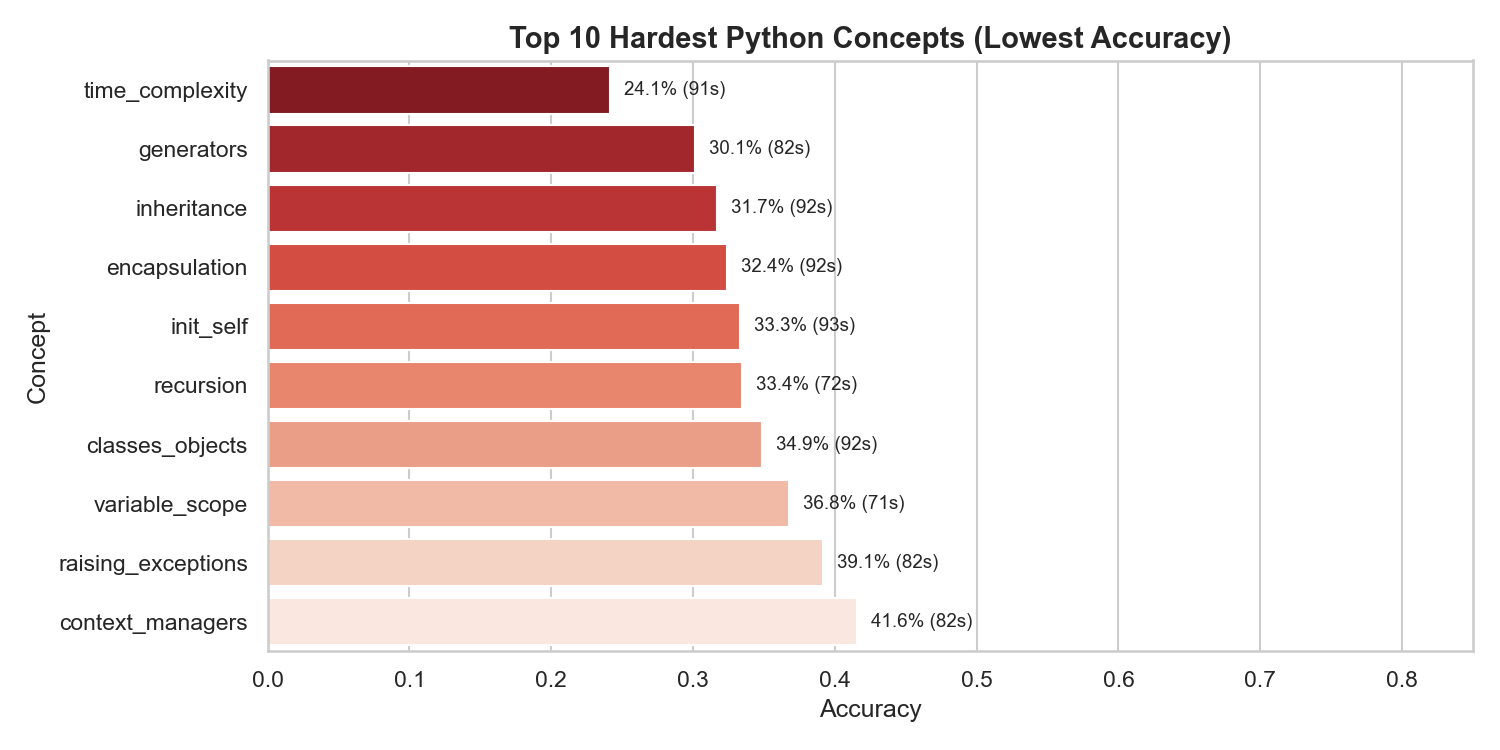 Top 10 Hardest Python Concepts (Lowest Accuracy)
Concept
time_complexity 24.1% (91s)
generators 30.1% (82s)
inheritance 31.7% (92s)
encapsulation 32.4% (92s)
init_self 33.3% (93s)
recursion 33.4% (72s)
classes_objects 34.9% (92s)
variable_scope 36.8% (71s)
raising_exceptions 39.1% (82s)
context_managers 41.6% (82s)
0.0 0.1 0.2 0.3 0.4 0.5 0.6 0.7 0.8
Accuracy